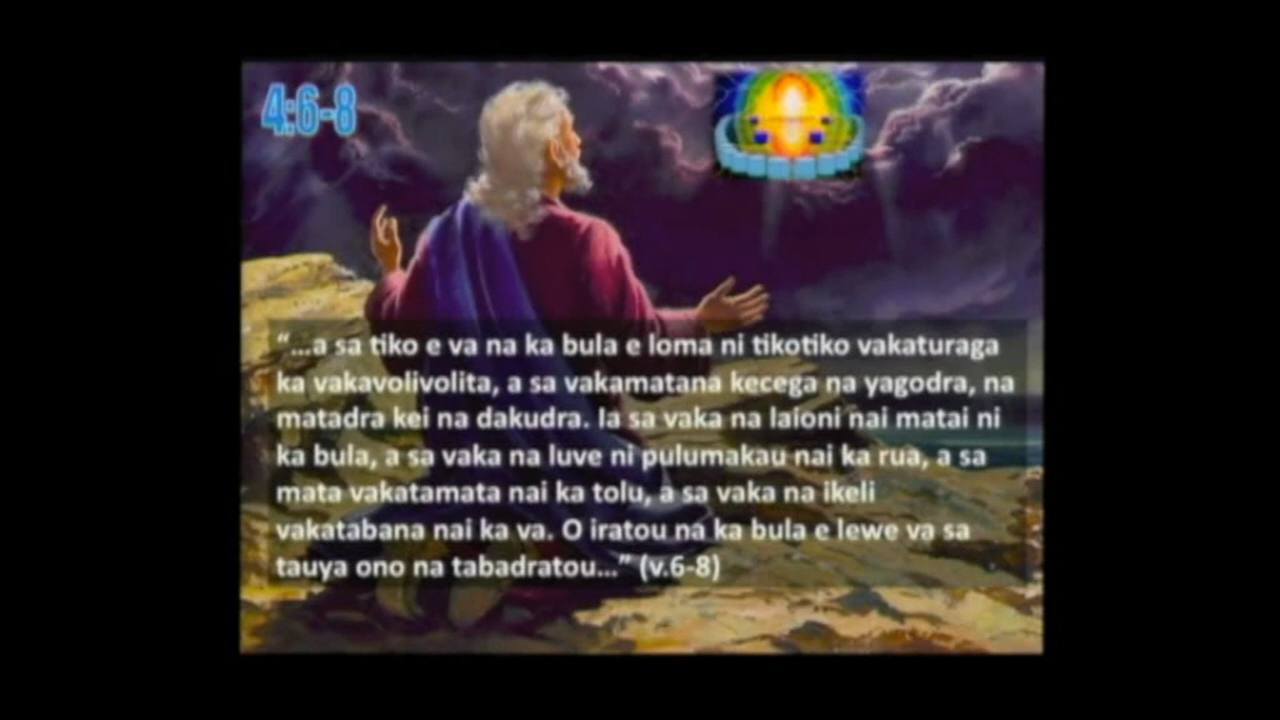 4:6-8
“...a sa tiko e va na ka bula e loma ni tikotiko vakaturaga
ka vakavolivolita, a sa vakamatana kecega na yagodra, na
matadra kei na dakudra. Ia sa vaka na laioni nai matai ni
ka bula, a sa vaka na luve ni pulumakau nai ka rua, a sa
mata vakatamata nai ka tolu, a sa vaka na ikeli
vakatabana nai ka va. O iratou na ka bula e lewe va sa
tauya ono na tabadratou...” (v.6-8)